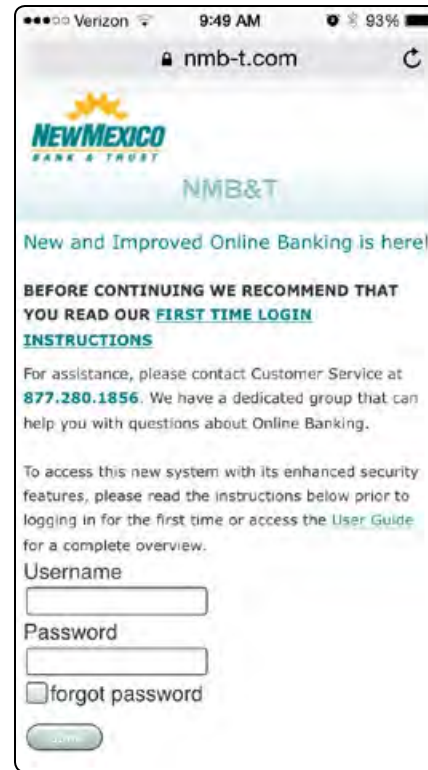 Verizon 9:49 AM 93%
nmb-t.com
NEWMEXICO
BANK & TRUST
NMB&T
New and Improved Online Banking is here!
BEFORE CONTINUING WE RECOMMEND THAT
YOU READ OUR FIRST TIME LOGIN
INSTRUCTIONS
For assistance, please contact Customer Service at
877.280.1856. We have a dedicated group that can
help you with questions about Online Banking.
To access this new system with its enhanced security
features, please read the instructions below prior to
logging in for the first time or access the User Guide
for a complete overview.
Username
Password
forgot password